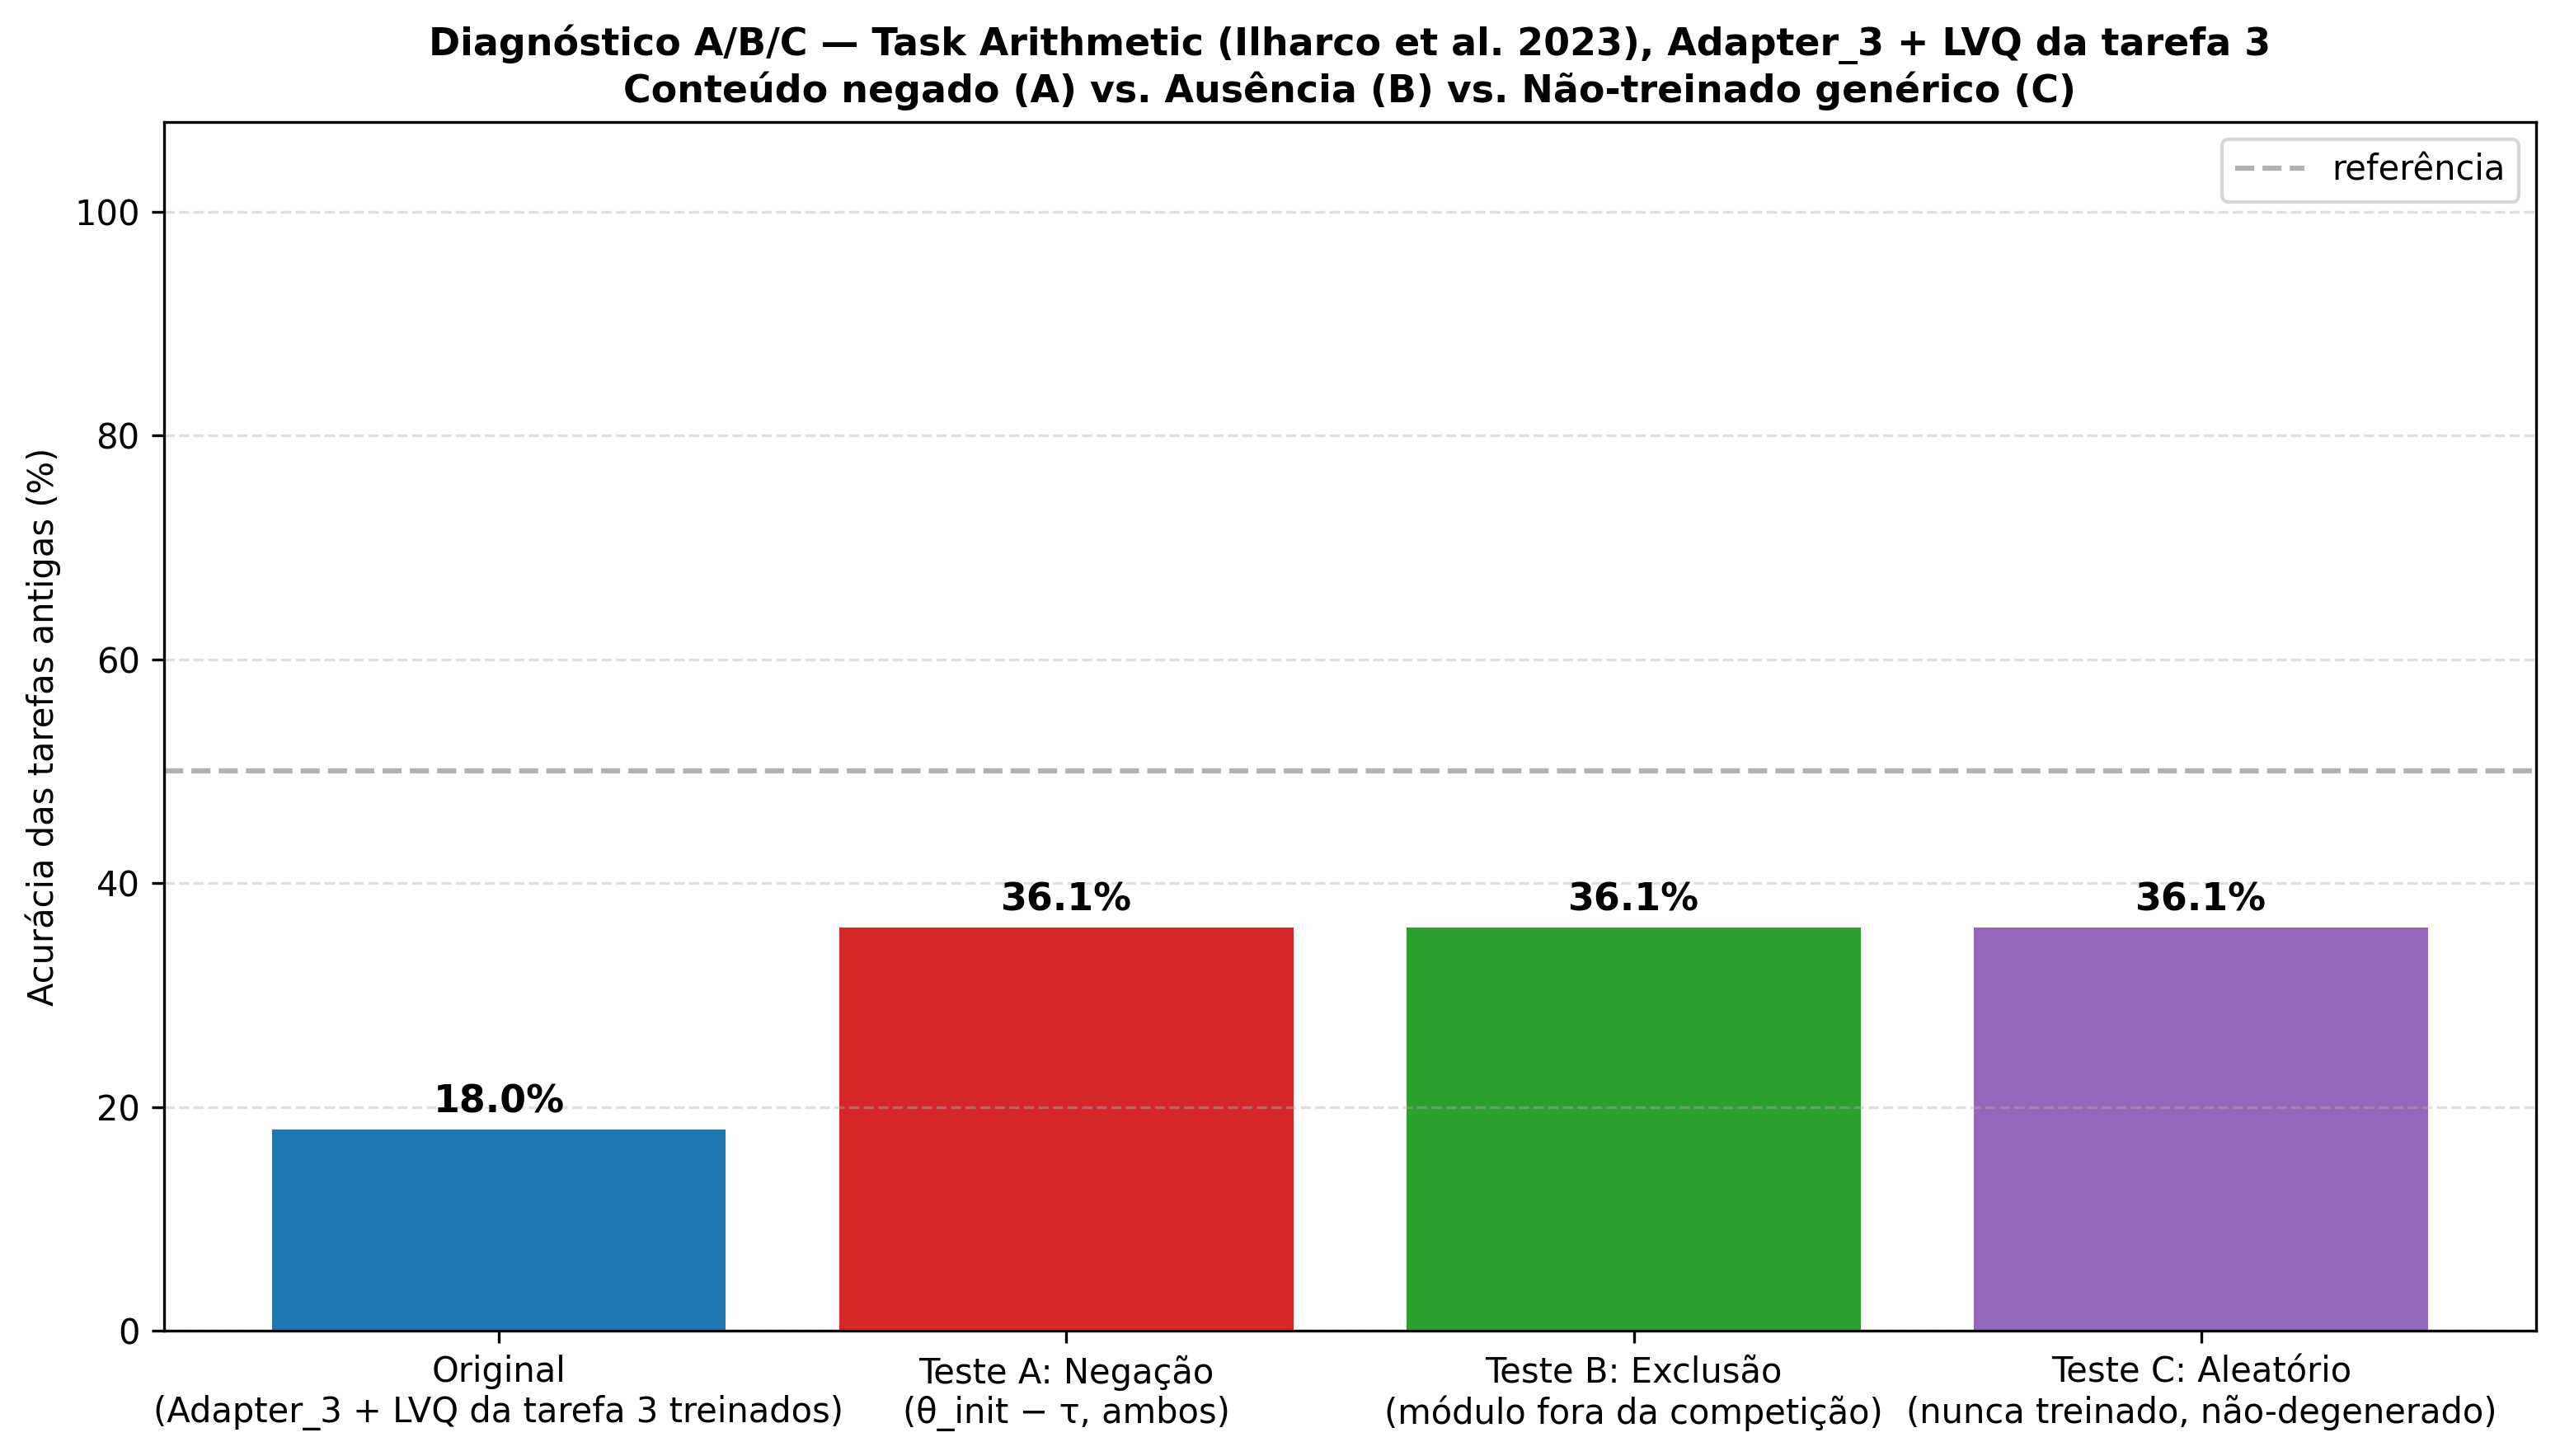 Diagnóstico A/B/C — Task Arithmetic (Ilharco et al. 2023), Adapter_3 + LVQ da tarefa 3
Conteúdo negado (A) vs. Ausência (B) vs. Não-treinado genérico (C)
referência
Acurácia das tarefas antigas (%)
100
80
60
40
20
0
18.0%
36.1%
36.1%
36.1%
Original
(Adapter_3 + LVQ da tarefa 3 treinados)
Teste A: Negação
(θ_init − τ, ambos)
Teste B: Exclusão
(módulo fora da competição)
Teste C: Aleatório
(nunca treinado, não-degenerado)